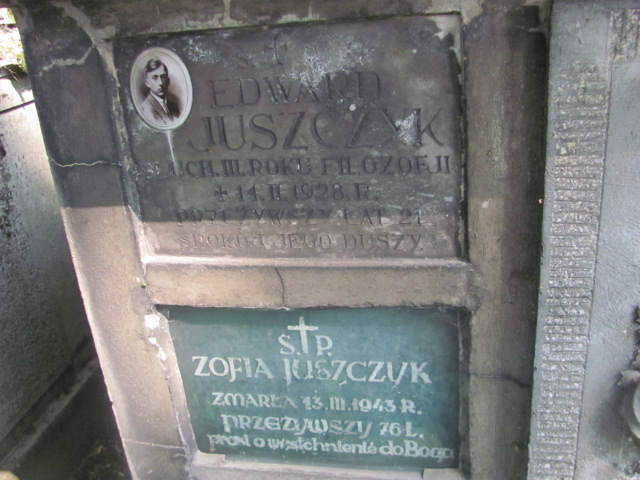 Ś.†P.
EDWARD
JUSZCZYK
SŁUCH. III. ROKU FILOZOFJI
+ 14.II.1928. R.
PRZEŻYWSZY LAT 21
SPOKÓJ JEGO DUSZY.
Ś.†P.
ZOFIA JUSZCZYK
ZMARŁA 13.III.1943 R.
PRZEŻYWSZY 76 L.
prosi o westchnienie do Boga